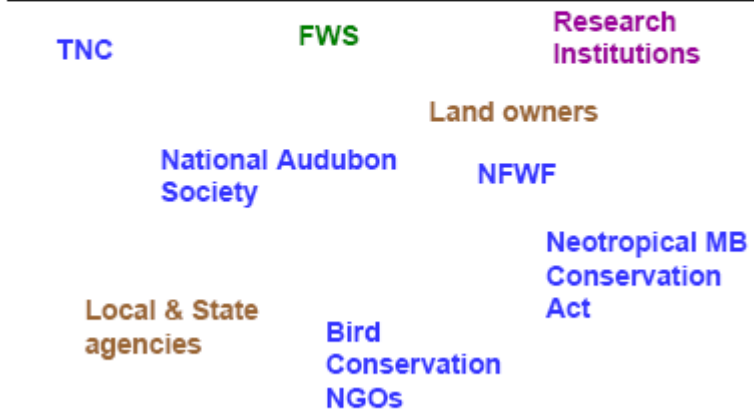 TNC
FWS
Research
Institutions
Land owners
National Audubon
Society
NFWF
Neotropical MB
Conservation
Act
Local & State
agencies
Bird
Conservation
NGOs